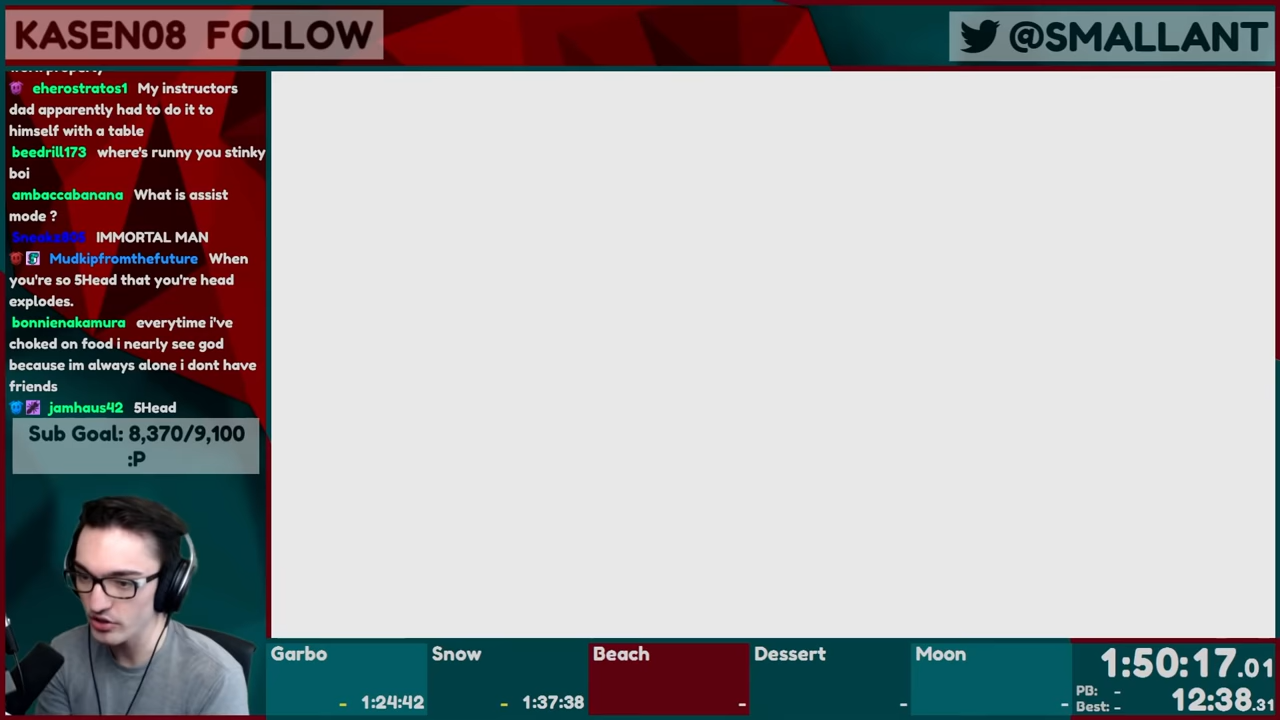 KASEN08 FOLLOW
@SMALLANT
eherostratos1 My instructors
dad apparently had to do it to
himself with a table
beedrill173 where's runny you stinky
boi
ambaccabanana What is assist
mode ?
IMMORTAL MAN
Mudkipfromthefuture When
you're so 5Head that you're head
explodes.
bonnienakamura everytime i've
choked on food i nearly see god
because im always alone i dont have
friends
jamhaus42 5Head
Sub Goal: 8,370/9,100
:P
Garbo
- 1:24:42
Snow
- 1:37:38
Beach
-
Dessert
-
Moon
-
1:50:17.01
PB: -
Best: -
12:38.31